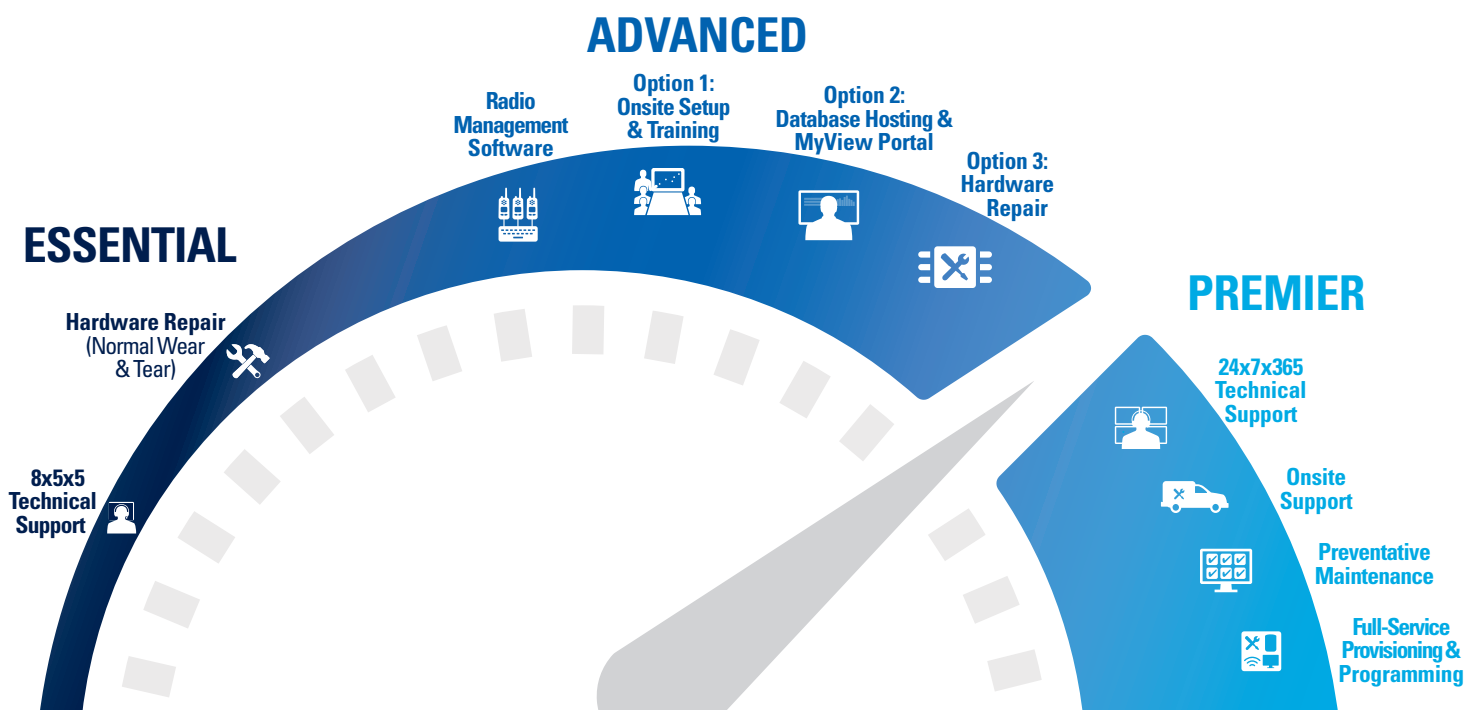 ESSENTIAL
8x5x5
Technical
Support
Hardware Repair
(Normal Wear
& Tear)
ADVANCED
Radio
Management
Software
Option 1:
Onsite Setup
& Training
Option 2:
Database Hosting &
MyView Portal
Option 3:
Hardware
Repair
PREMIER
24x7x365
Technical
Support
Onsite
Support
Preventative
Maintenance
Full-Service
Provisioning &
Programming